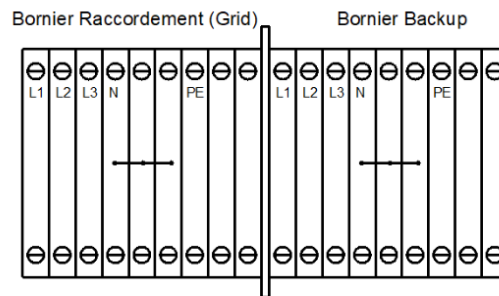 Bornier Raccordement (Grid) Bornier Backup
L1 L2 L3 N PE L1 L2 L3 N PE